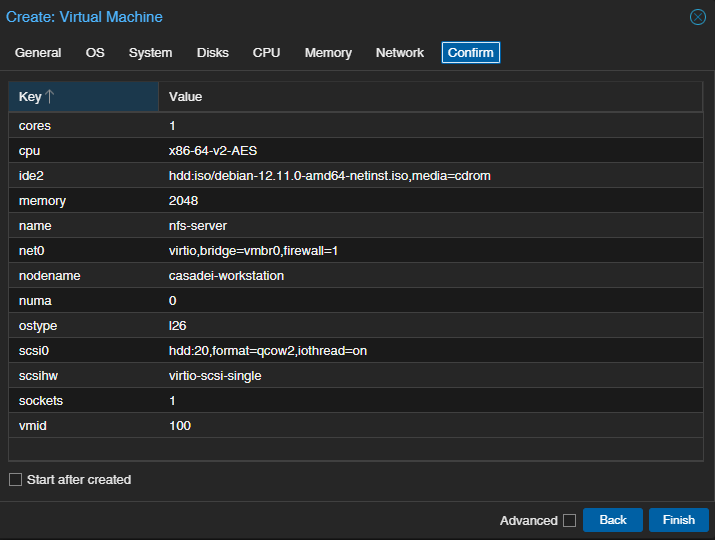 Create: Virtual Machine
General OS System Disks CPU Memory Network Confirm
Key Value
cores 1
cpu x86-64-v2-AES
ide2 hdd:iso/debian-12.11.0-amd64-netinst.iso,media=cdrom
memory 2048
name nfs-server
net0 virtio,bridge=vmbr0,firewall=1
nodename casadei-workstation
numa 0
ostype l26
scsi0 hdd:20,format=qcow2,iothread=on
scsihw virtio-scsi-single
sockets 1
vmid 100
Start after created
Advanced Back Finish